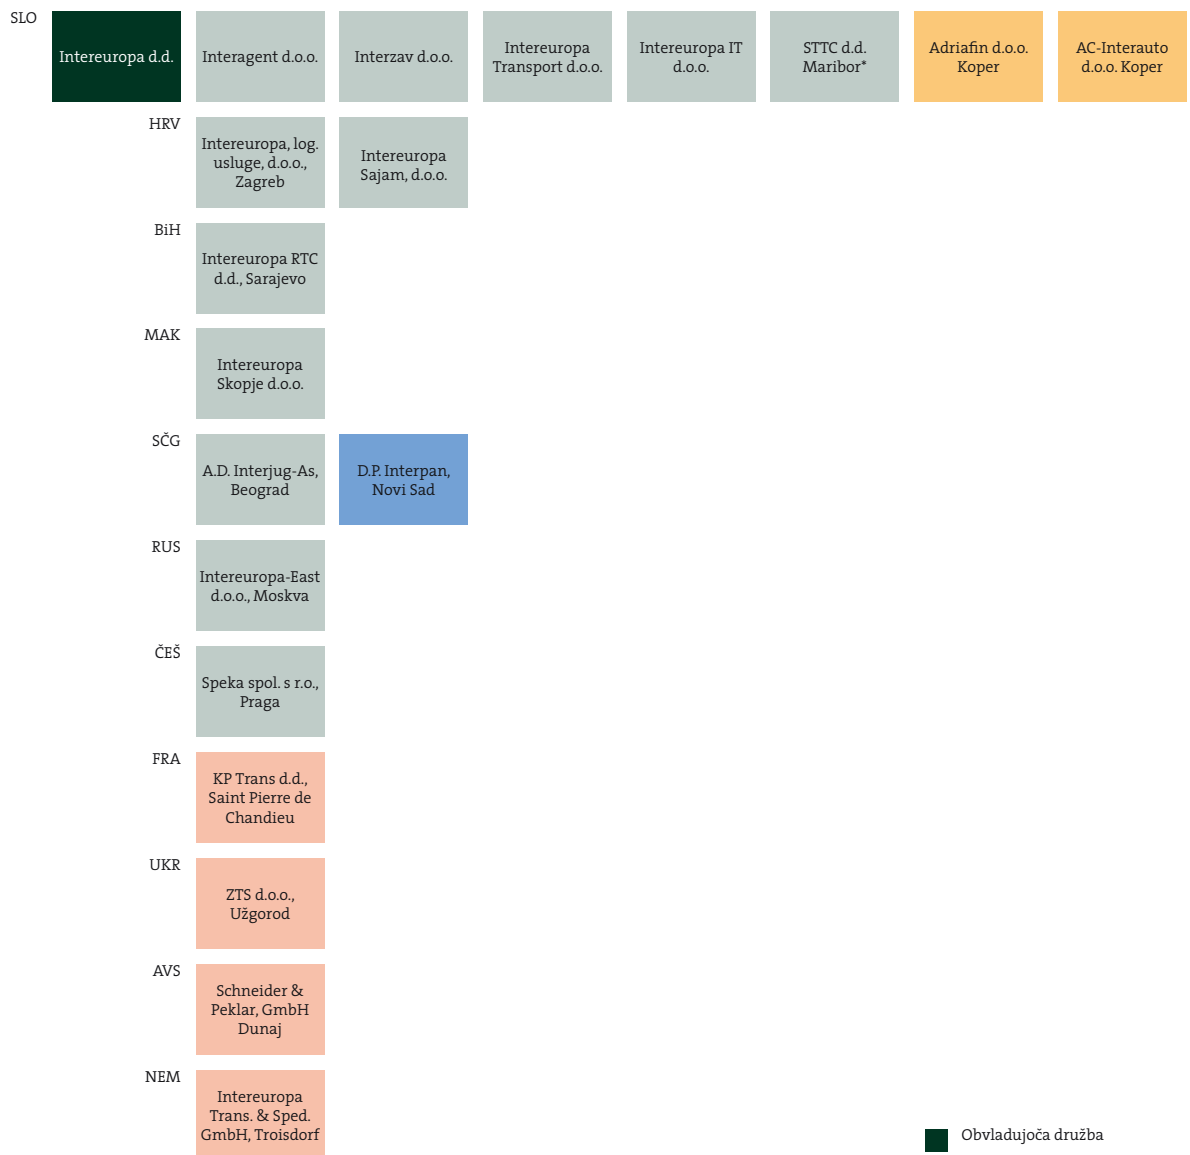 SLO
Intereuropa d.d.
Interagent d.o.o.
Interzav d.o.o.
Intereuropa
Transport d.o.o.
Intereuropa IT
d.o.o.
STTC d.d.
Maribor*
Adriafin d.o.o.
Koper
AC-Interauto
d.o.o. Koper
HRV
Intereuropa, log.
usluge, d.o.o.,
Zagreb
Intereuropa
Sajam, d.o.o.
BiH
Intereuropa RTC
d.d., Sarajevo
MAK
Intereuropa
Skopje d.o.o.
SČG
A.D. Interjug-As,
Beograd
D.P. Interpan,
Novi Sad
RUS
Intereuropa-East
d.o.o., Moskva
ČEŠ
Speka spol. s r.o.,
Praga
FRA
KP Trans d.d.,
Saint Pierre de
Chandieu
UKR
ZTS d.o.o.,
Užgorod
AVS
Schneider &
Peklar, GmbH
Dunaj
NEM
Intereuropa
Trans. & Sped.
GmbH, Troisdorf
Obvladujoča družba